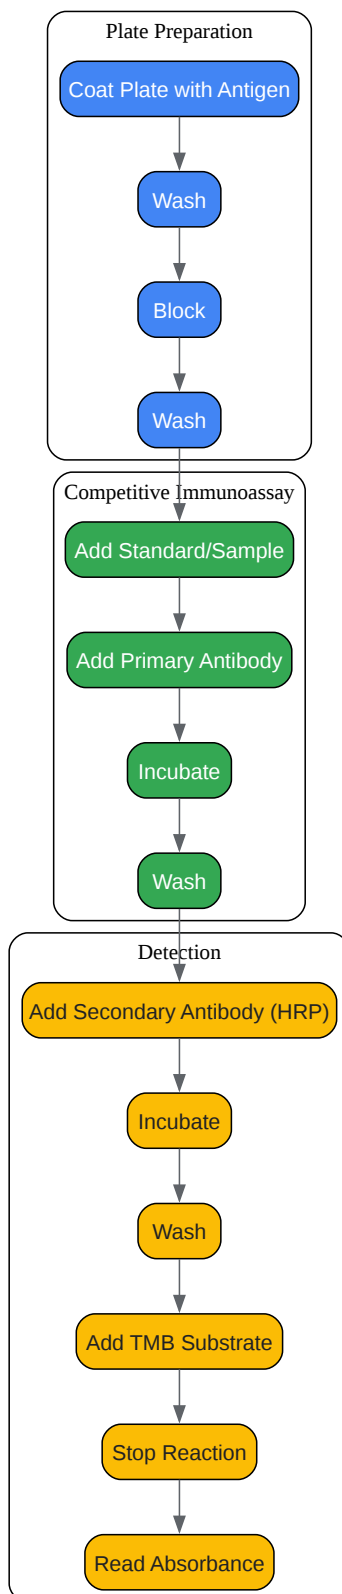 Plate Preparation
Coat Plate with Antigen
Wash
Block
Wash
Competitive Immunoassay
Add Standard/Sample
Add Primary Antibody
Incubate
Wash
Detection
Add Secondary Antibody (HRP)
Incubate
Wash
Add TMB Substrate
Stop Reaction
Read Absorbance